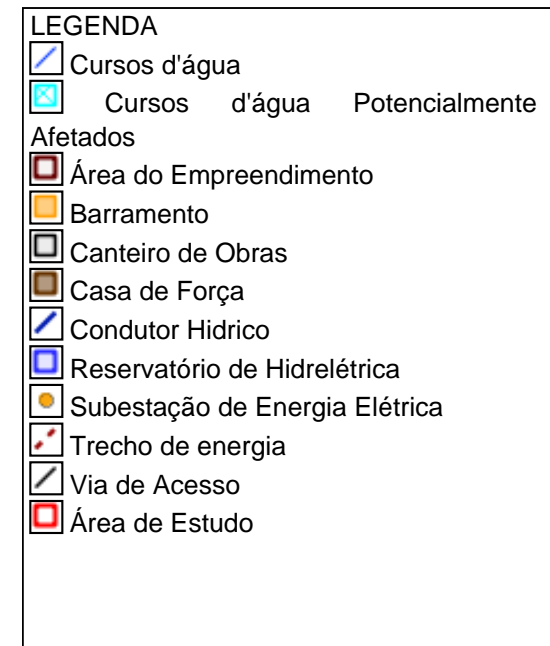 LEGENDA
Cursos d'água
Cursos d'água Potencialmente
Afetados
Área do Empreendimento
Barramento
Canteiro de Obras
Casa de Força
Condutor Hidrico
Reservatório de Hidrelétrica
Subestação de Energia Elétrica
Trecho de energia
Via de Acesso
Área de Estudo